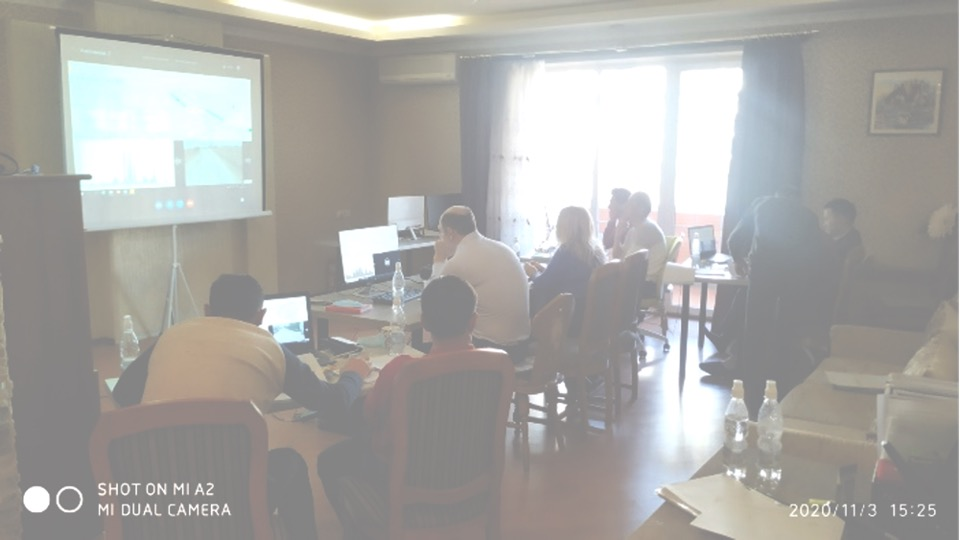 SHOT ON MI A2
MI DUAL CAMERA
2020/11/3 15:25